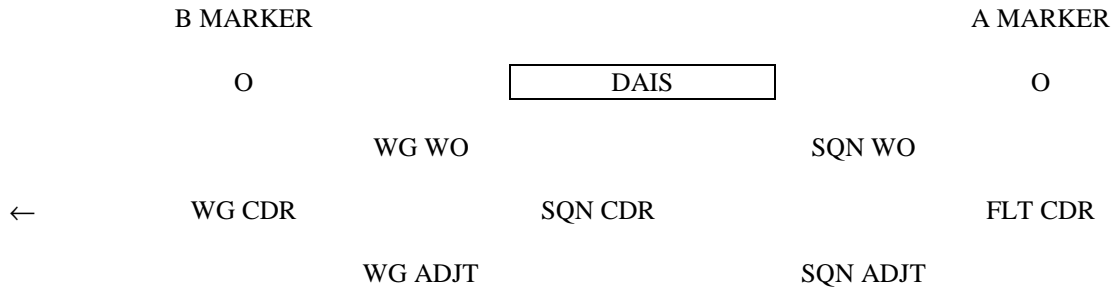 B MARKER A MARKER
O DAIS O
WG WO SQN WO
← WG CDR SQN CDR FLT CDR
WG ADJT SQN ADJT